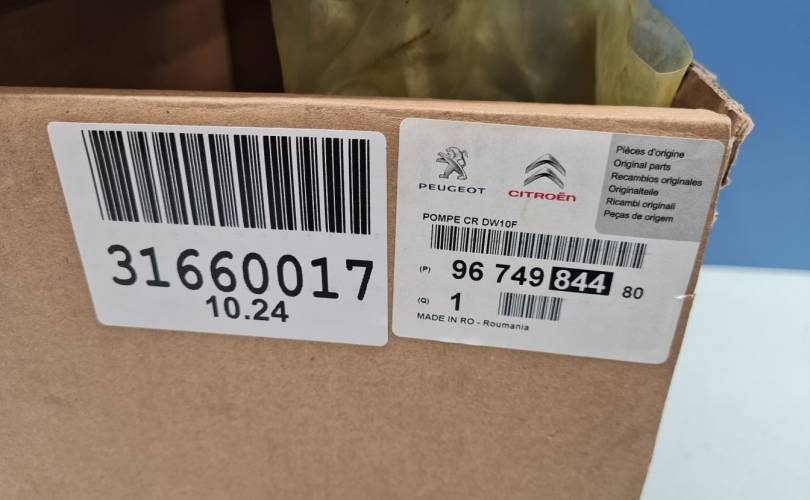 31660017
10.24
PEUGEOT
CITROËN
Pièces d'origine
Original parts
Recambios originales
Originalteile
Ricambi originali
Peças de origem
POMPE CR DW10F
(P) 96 749 844 80
(Q) 1
MADE IN RO - Roumania